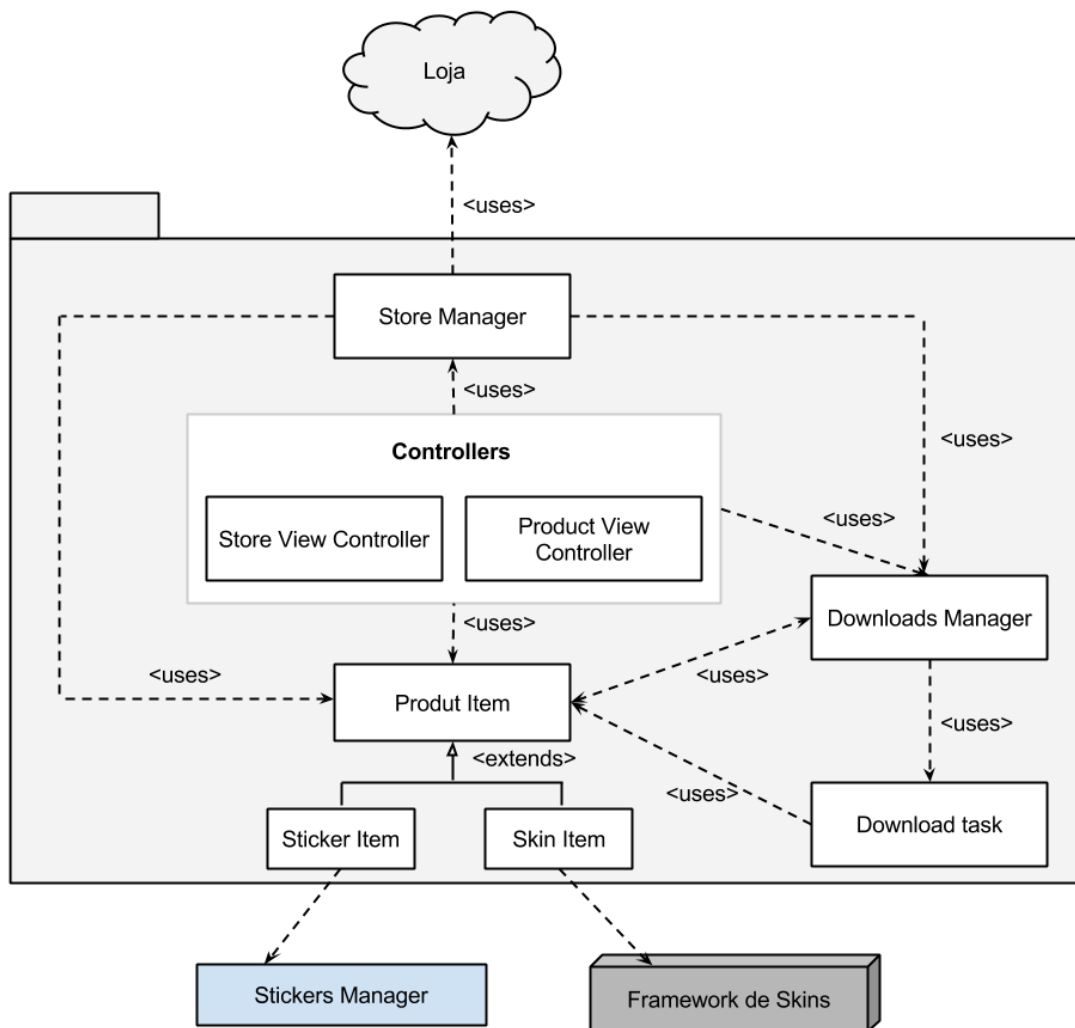 Loja
<uses>
Store Manager
<uses>
<uses>
Controllers
Store View Controller
Product View
Controller
<uses>
Downloads Manager
<uses>
<uses>
<uses>
Produt Item
<uses>
<extends>
<uses>
Sticker Item
Skin Item
Download task
Stickers Manager
Framework de Skins